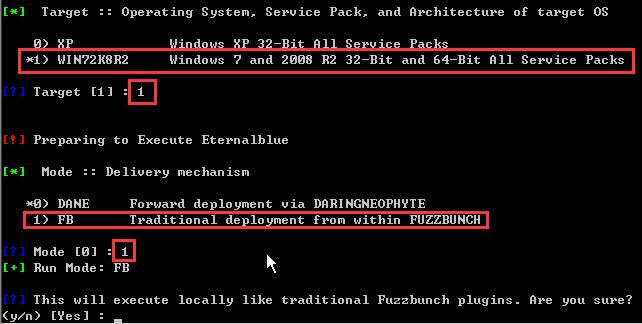 [*] Target :: Operating System, Service Pack, and Architecture of target OS
0) XP Windows XP 32-Bit All Service Packs
*1) WIN72K8R2 Windows 7 and 2008 R2 32-Bit and 64-Bit All Service Packs
[?] Target [1] : 1
[!] Preparing to Execute Eternalblue
[*] Mode :: Delivery mechanism
*0) DANE Forward deployment via DARINGNEOPHYTE
1) FB Traditional deployment from within FUZZBUNCH
[?] Mode [0] : 1
[+] Run Mode: FB
[?] This will execute locally like traditional Fuzzbunch plugins. Are you sure?
(y/n) [Yes] : _